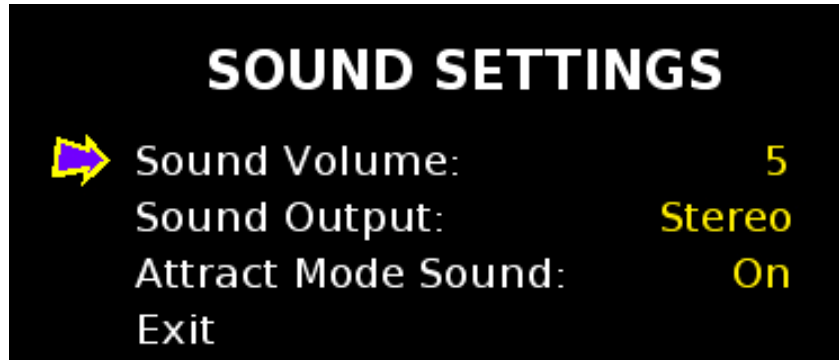 SOUND SETTINGS
Sound Volume: 5
Sound Output: Stereo
Attract Mode Sound: On
Exit